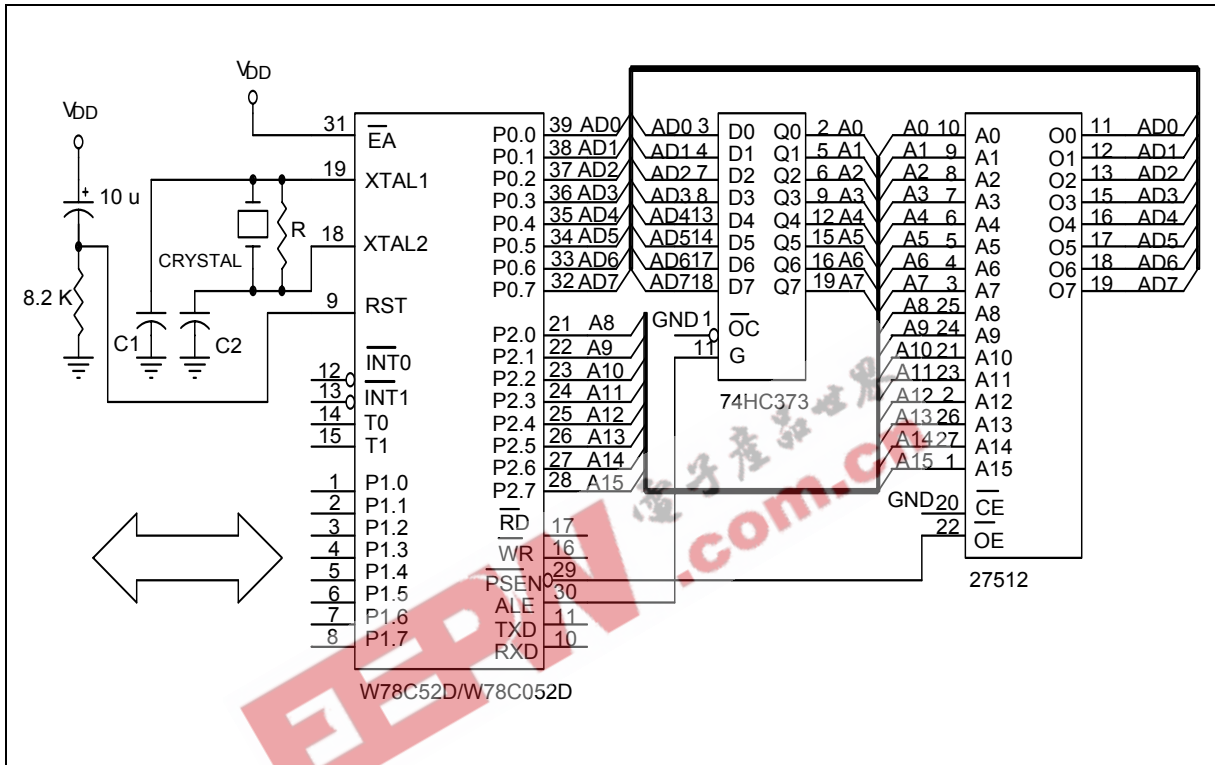 VDD
VDD
10 u
+
8.2 K
CRYSTAL
R
C1
C2
31 EA
19 XTAL1
18 XTAL2
9 RST
12 INT0
13 INT1
14 T0
15 T1
1 P1.0
2 P1.1
3 P1.2
4 P1.3
5 P1.4
6 P1.5
7 P1.6
8 P1.7
P0.0 39 AD0
P0.1 38 AD1
P0.2 37 AD2
P0.3 36 AD3
P0.4 35 AD4
P0.5 34 AD5
P0.6 33 AD6
P0.7 32 AD7
P2.0 21 A8
P2.1 22 A9
P2.2 23 A10
P2.3 24 A11
P2.4 25 A12
P2.5 26 A13
P2.6 27 A14
P2.7 28 A15
RD 17
WR 16
PSEN 29
ALE 30
TXD 11
RXD 10
W78C52D/W78C052D
AD0 3 D0 Q0 2 A0
AD1 4 D1 Q1 5 A1
AD2 7 D2 Q2 6 A2
AD3 8 D3 Q3 9 A3
AD4 13 D4 Q4 12 A4
AD5 14 D5 Q5 15 A5
AD6 17 D6 Q6 16 A6
AD7 18 D7 Q7 19 A7
GND 1 OC
11 G
74HC373
A0 10 A0 O0 11 AD0
A1 9 A1 O1 12 AD1
A2 8 A2 O2 13 AD2
A3 7 A3 O3 15 AD3
A4 6 A4 O4 16 AD4
A5 5 A5 O5 17 AD5
A6 4 A6 O6 18 AD6
A7 3 A7 O7 19 AD7
A8 25 A8
A9 24 A9
A10 21 A10
A11 23 A11
A12 2 A12
A13 26 A13
A14 27 A14
A15 1 A15
GND 20 CE
22 OE
27512
EEPW.com.cn
電子產品世界